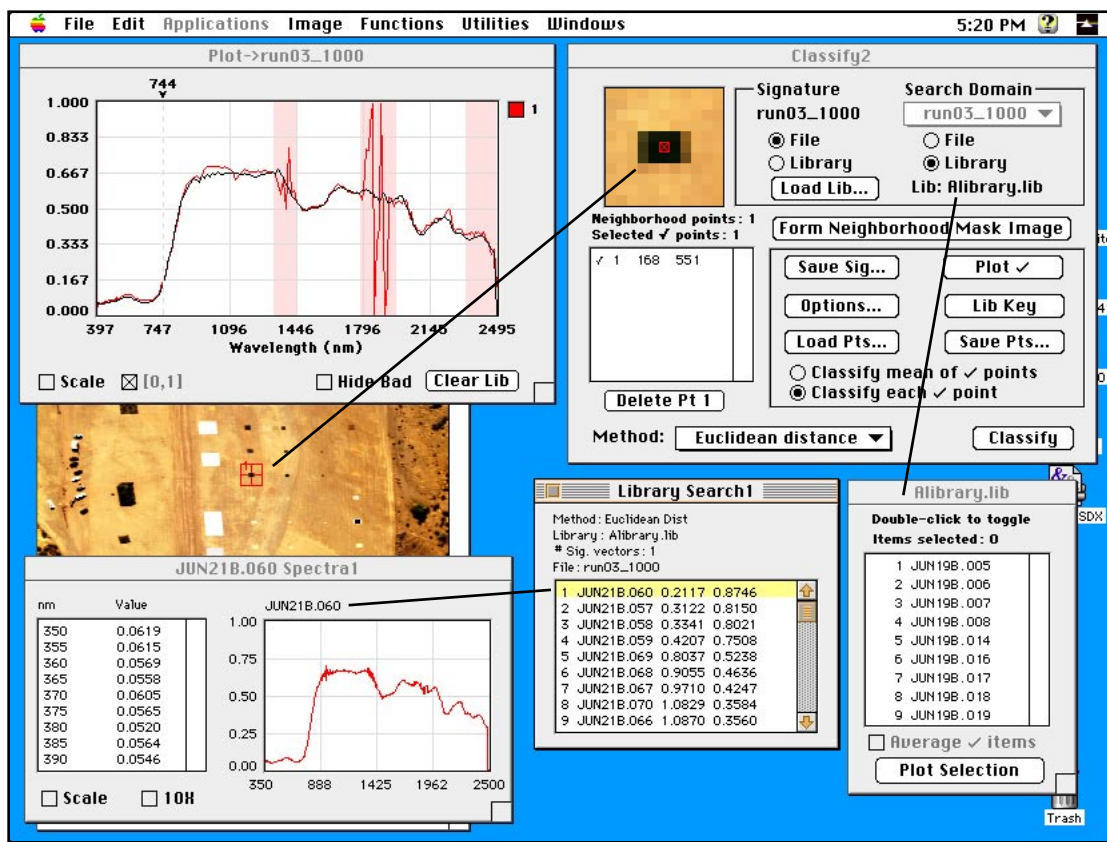 File Edit Applications Image Functions Utilities Windows 5:20 PM
Plot->run03_1000
744
1.000
0.833
0.667
0.500
0.333
0.167
0.000
397 747 1096 1446 1796 2145 2495
Wavelength (nm)
1
Scale [0,1] Hide Bad Clear Lib
Classify2
Signature
run03_1000
File
Library
Load Lib...
Search Domain
run03_1000
File
Library
Lib: Alibrary.lib
Neighborhood points: 1
Selected √ points: 1
Form Neighborhood Mask Image
√ 1 168 551
Save Sig... Plot ✓
Options... Lib Key
Load Pts... Save Pts...
Classify mean of ✓ points
Classify each ✓ point
Delete Pt 1
Method: Euclidean distance Classify
JUN21B.060 Spectra1
nm Value
350 0.0619
355 0.0615
360 0.0569
365 0.0558
370 0.0605
375 0.0565
380 0.0520
385 0.0564
390 0.0546
JUN21B.060
1.00
0.75
0.50
0.25
0.00
350 888 1425 1962 2500
Scale 10X
Library Search1
Method: Euclidean Dist
Library: Alibrary.lib
# Sig. vectors: 1
File: run03_1000
1 JUN21B.060 0.2117 0.8746
2 JUN21B.057 0.3122 0.8150
3 JUN21B.058 0.3341 0.8021
4 JUN21B.059 0.4207 0.7508
5 JUN21B.069 0.8037 0.5238
6 JUN21B.068 0.9055 0.4636
7 JUN21B.067 0.9710 0.4247
8 JUN21B.070 1.0829 0.3584
9 JUN21B.066 1.0870 0.3560
Alibrary.lib
Double-click to toggle
Items selected: 0
1 JUN19B.005
2 JUN19B.006
3 JUN19B.007
4 JUN19B.008
5 JUN19B.014
6 JUN19B.016
7 JUN19B.017
8 JUN19B.018
9 JUN19B.019
Average ✓ items
Plot Selection
SDX
Trash